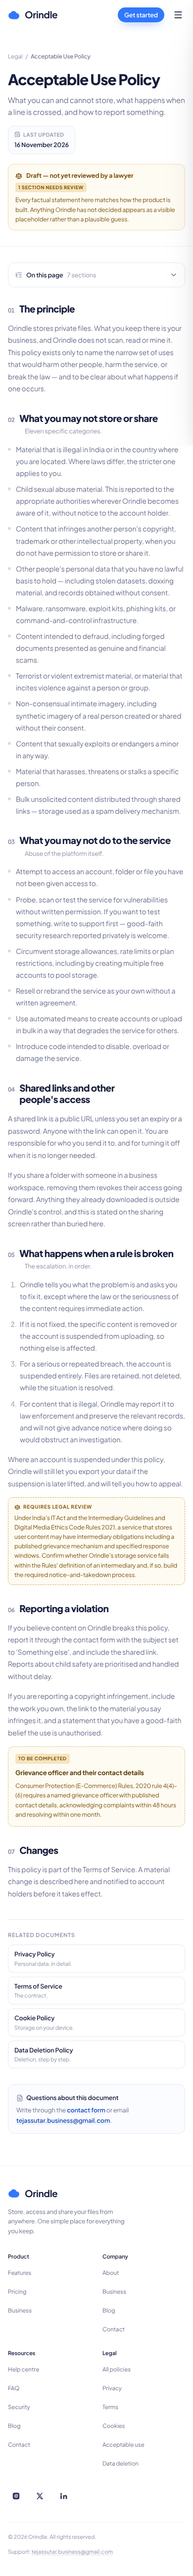 Orindle
Get started
Legal / Acceptable Use Policy
Acceptable Use Policy
What you can and cannot store, what happens when a line is crossed, and how to report something.
LAST UPDATED
16 November 2026
Draft — not yet reviewed by a lawyer
1 SECTION NEEDS REVIEW
Every factual statement here matches how the product is built. Anything Orindle has not decided appears as a visible placeholder rather than a plausible guess.
On this page 7 sections
01 The principle
Orindle stores private files. What you keep there is your business, and Orindle does not scan, read or mine it. This policy exists only to name the narrow set of uses that would harm other people, harm the service, or break the law — and to be clear about what happens if they occur.
02 What you may not store or share
Eleven specific categories.
Material that is illegal in India or in the country where you are located. Where laws differ, the stricter one applies to you.
Child sexual abuse material. This is reported to the appropriate authorities wherever Orindle becomes aware of it, without notice to the account holder.
Content that infringes another person's copyright, trademark or other intellectual property, when you do not have permission to store or share it.
Other people's personal data that you have no lawful basis to hold — including stolen datasets, doxxing material, and records obtained without consent.
Malware, ransomware, exploit kits, phishing kits, or command-and-control infrastructure.
Content intended to defraud, including forged documents presented as genuine and financial scams.
Terrorist or violent extremist material, or material that incites violence against a person or group.
Non-consensual intimate imagery, including synthetic imagery of a real person created or shared without their consent.
Content that sexually exploits or endangers a minor in any way.
Material that harasses, threatens or stalks a specific person.
Bulk unsolicited content distributed through shared links — storage used as a spam delivery mechanism.
03 What you may not do to the service
Abuse of the platform itself.
Attempt to access an account, folder or file you have not been given access to.
Probe, scan or test the service for vulnerabilities without written permission. If you want to test something, write to support first — good-faith security research reported privately is welcome.
Circumvent storage allowances, rate limits or plan restrictions, including by creating multiple free accounts to pool storage.
Resell or rebrand the service as your own without a written agreement.
Use automated means to create accounts or upload in bulk in a way that degrades the service for others.
Introduce code intended to disable, overload or damage the service.
04 Shared links and other people's access
A shared link is a public URL unless you set an expiry or a password. Anyone with the link can open it. You are responsible for who you send it to, and for turning it off when it is no longer needed.
If you share a folder with someone in a business workspace, removing them ends their access going forward. Anything they already downloaded is outside Orindle's control, and this is stated on the sharing screen rather than buried here.
05 What happens when a rule is broken
The escalation, in order.
1. Orindle tells you what the problem is and asks you to fix it, except where the law or the seriousness of the content requires immediate action.
2. If it is not fixed, the specific content is removed or the account is suspended from uploading, so nothing else is affected.
3. For a serious or repeated breach, the account is suspended entirely. Files are retained, not deleted, while the situation is resolved.
4. For content that is illegal, Orindle may report it to law enforcement and preserve the relevant records, and will not give advance notice where doing so would obstruct an investigation.
Where an account is suspended under this policy, Orindle will still let you export your data once the suspension is lifted, and will tell you how to appeal.
REQUIRES LEGAL REVIEW
Under India's IT Act and the Intermediary Guidelines and Digital Media Ethics Code Rules 2021, a service that stores user content may have intermediary obligations including a published grievance mechanism and specified response windows. Confirm whether Orindle's storage service falls within the Rules' definition of an intermediary and, if so, build the required notice-and-takedown process.
06 Reporting a violation
If you believe content on Orindle breaks this policy, report it through the contact form with the subject set to 'Something else', and include the shared link. Reports about child safety are prioritised and handled without delay.
If you are reporting a copyright infringement, include the work you own, the link to the material you say infringes it, and a statement that you have a good-faith belief the use is unauthorised.
TO BE COMPLETED
Grievance officer and their contact details
Consumer Protection (E-Commerce) Rules, 2020 rule 4(4)–(6) requires a named grievance officer with published contact details, acknowledging complaints within 48 hours and resolving within one month.
07 Changes
This policy is part of the Terms of Service. A material change is described here and notified to account holders before it takes effect.
RELATED DOCUMENTS
Privacy Policy
Personal data, in detail.
Terms of Service
The contract.
Cookie Policy
Storage on your device.
Data Deletion Policy
Deletion, step by step.
Questions about this document
Write through the contact form or email tejassutar.business@gmail.com.
Orindle
Store, access and share your files from anywhere. One simple place for everything you keep.
Product
Company
Features
About
Pricing
Business
Business
Blog
Contact
Resources
Legal
Help centre
All policies
FAQ
Privacy
Security
Terms
Blog
Cookies
Contact
Acceptable use
Data deletion
© 2026 Orindle. All rights reserved.
Support: tejassutar.business@gmail.com